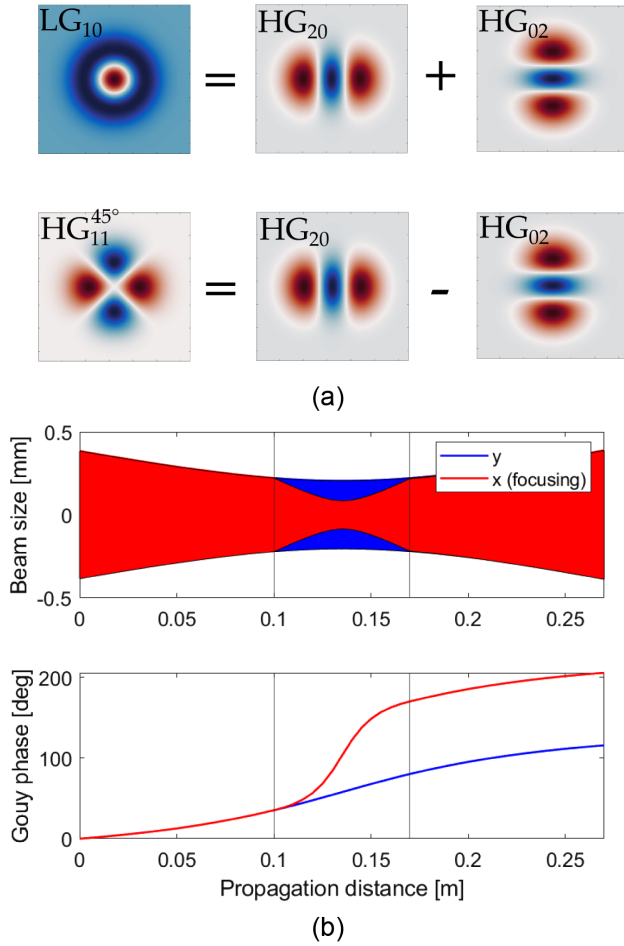 LG₁₀ = HG₂₀ + HG₀₂
HG₁₁⁴⁵° = HG₂₀ - HG₀₂
(a)
Beam size [mm]
0.5
0
-0.5
y
x (focusing)
0 0.05 0.1 0.15 0.2 0.25
Gouy phase [deg]
200
100
0
0 0.05 0.1 0.15 0.2 0.25
Propagation distance [m]
(b)